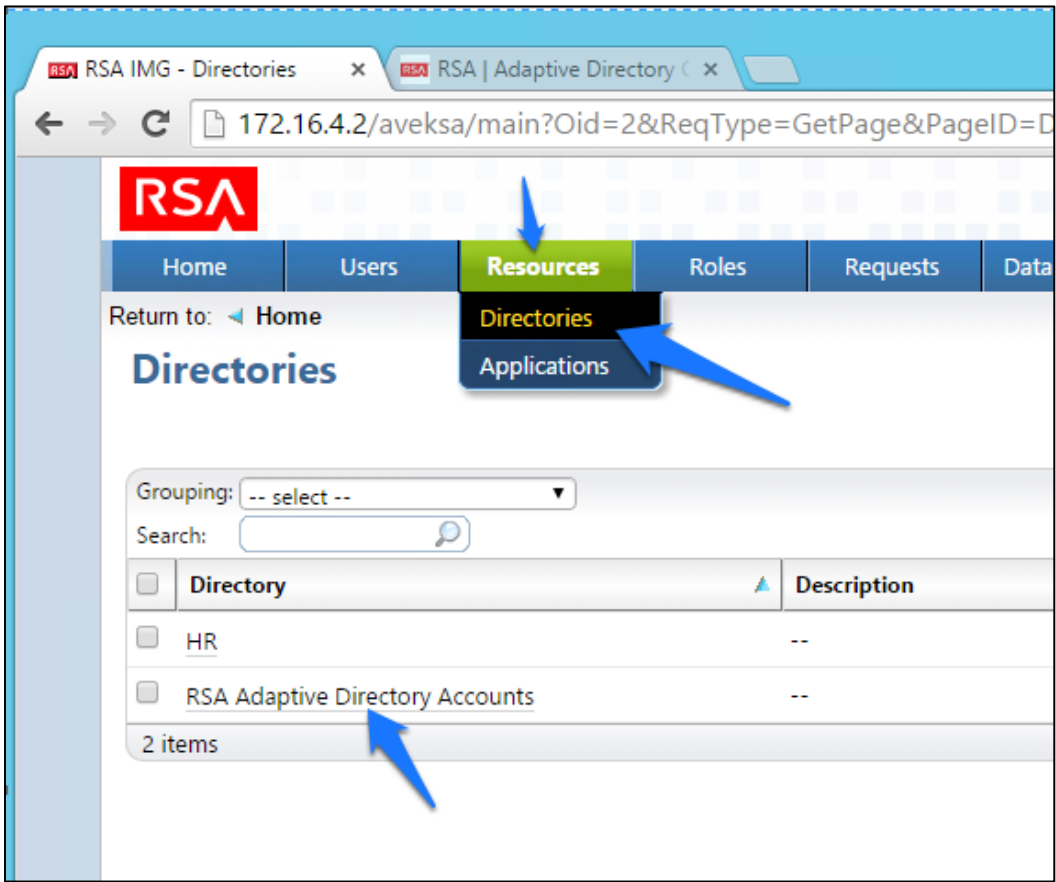 RSA RSA IMG - Directories × RSA RSA | Adaptive Directory C ×
172.16.4.2/aveksa/main?Oid=2&ReqType=GetPage&PageID=D
RSA
Home Users Resources Roles Requests Data
Return to: Home
Directories
Applications
Directories
Grouping: -- select --
Search:
Directory Description
HR --
RSA Adaptive Directory Accounts --
2 items